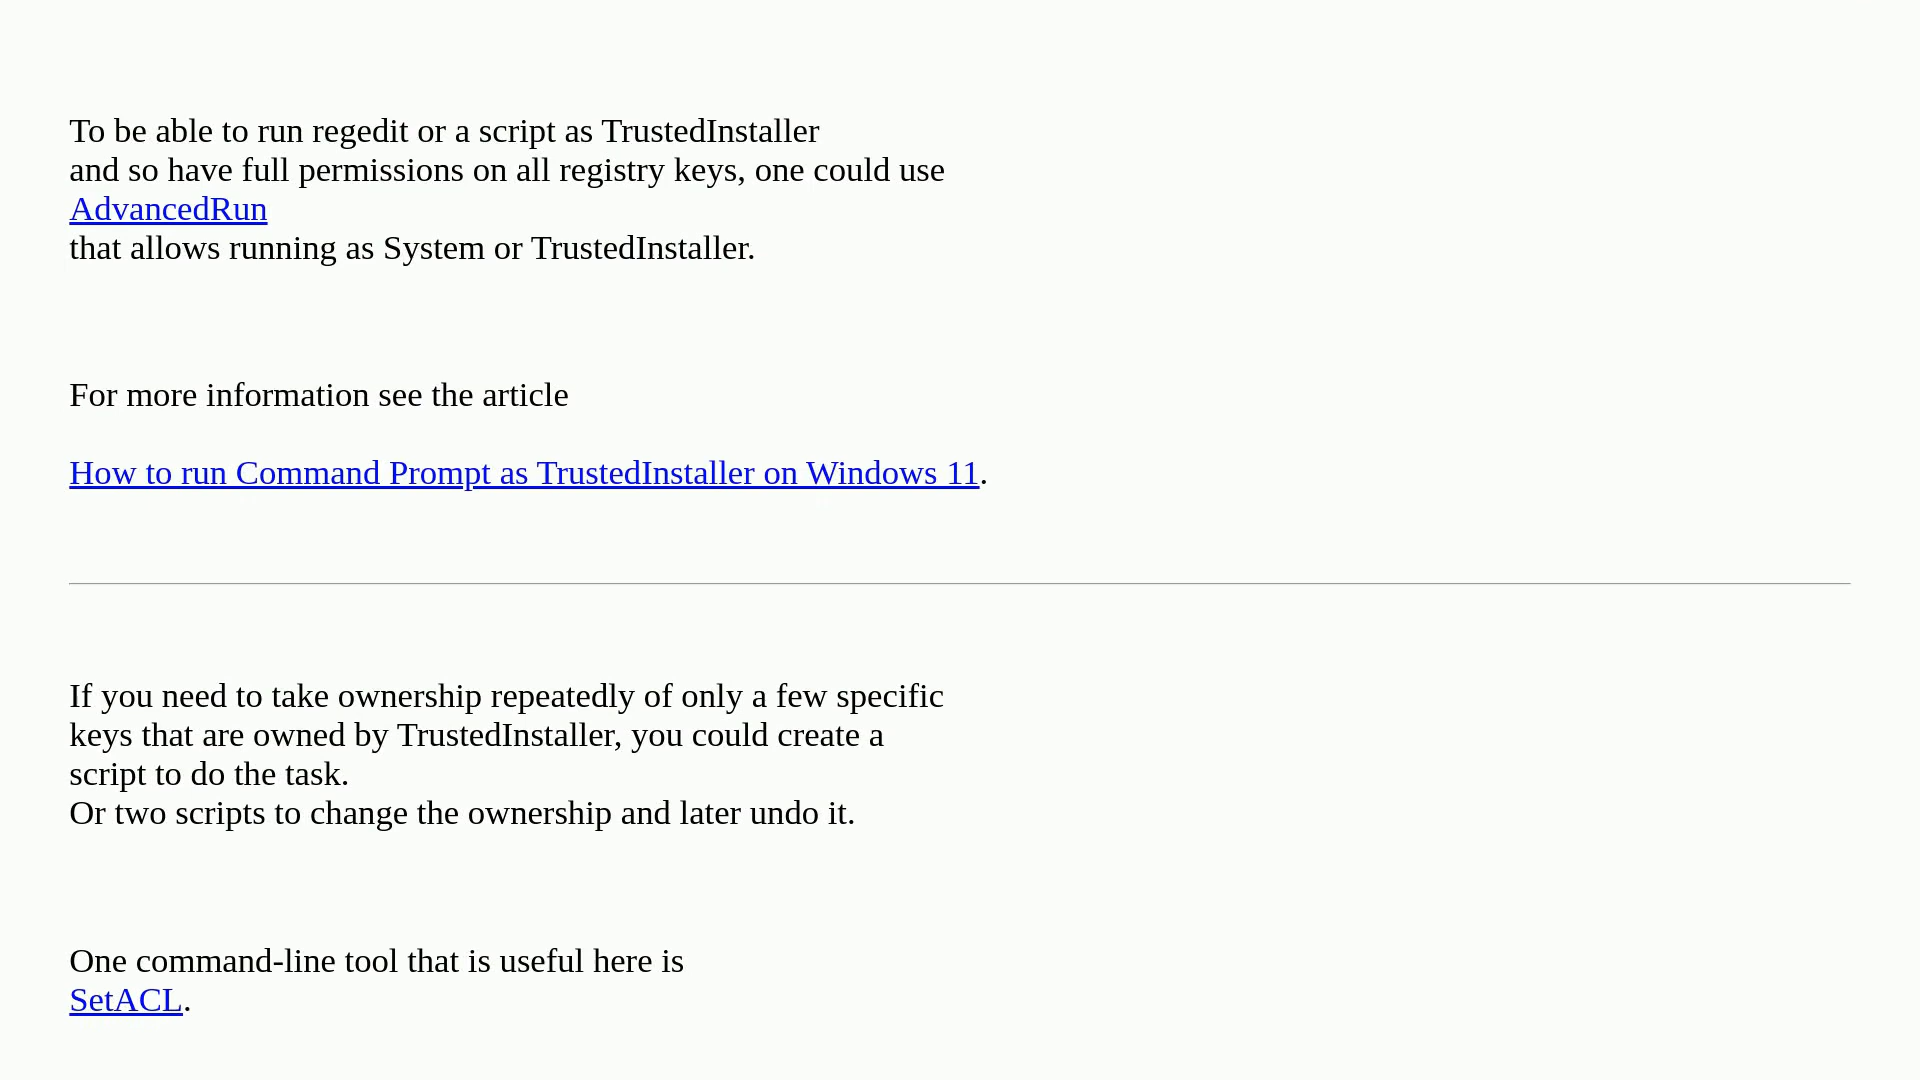 To be able to run regedit or a script as TrustedInstaller
and so have full permissions on all registry keys, one could use
AdvancedRun
that allows running as System or TrustedInstaller.
For more information see the article
How to run Command Prompt as TrustedInstaller on Windows 11.
If you need to take ownership repeatedly of only a few specific
keys that are owned by TrustedInstaller, you could create a
script to do the task.
Or two scripts to change the ownership and later undo it.
One command-line tool that is useful here is
SetACL.